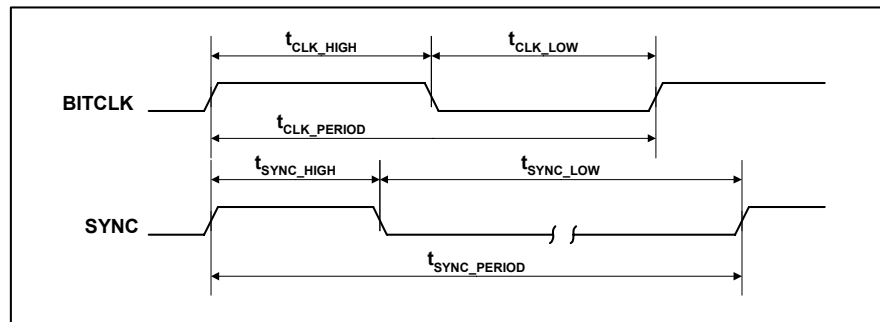 tCLK_HIGH tCLK_LOW
BITCLK
tCLK_PERIOD
tSYNC_HIGH tSYNC_LOW
SYNC
tSYNC_PERIOD